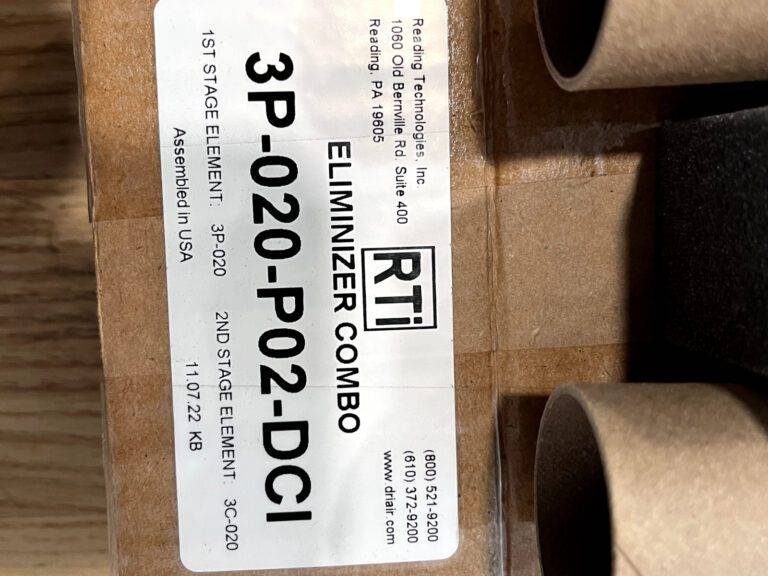 Reading Technologies, Inc.
1060 Old Bernville Rd. Suite 400
Reading, PA 19605
RTi
(800) 521-9200
(610) 372-9200
www.driair.com
ELIMINIZER COMBO
3P-020-P02-DCI
1ST STAGE ELEMENT: 3P-020 2ND STAGE ELEMENT: 3C-020
Assembled in USA 11.07.22 KB